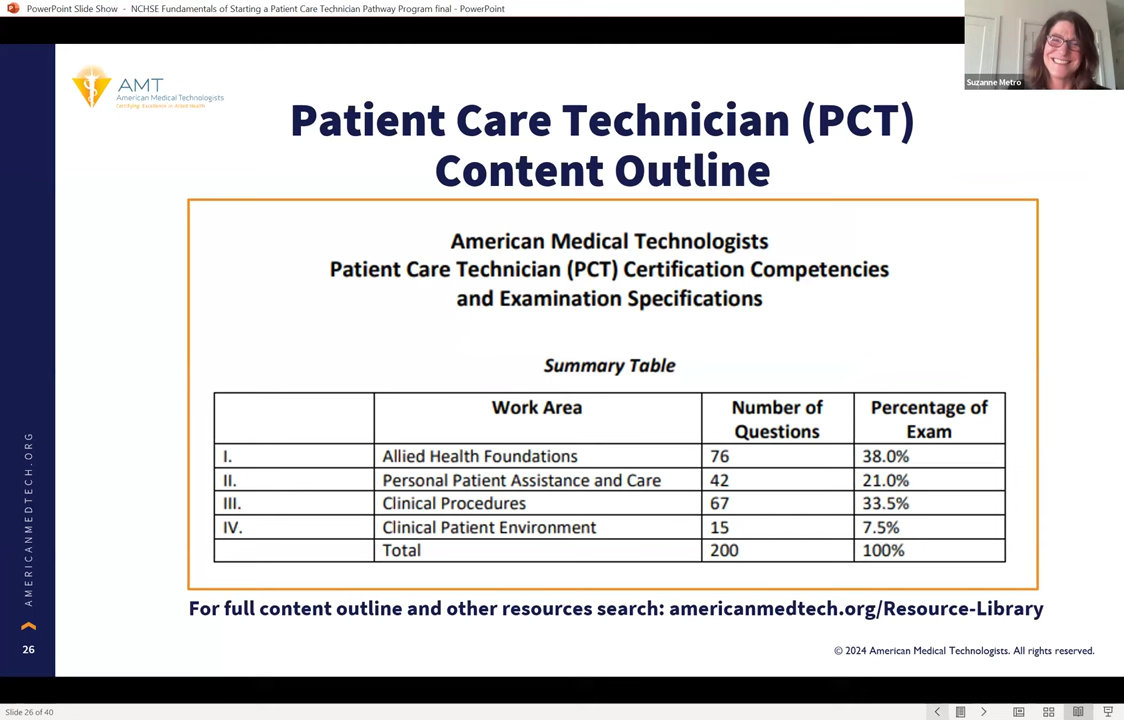 PowerPoint Slide Show - NCHSE Fundamentals of Starting a Patient Care Technician Pathway Program final - PowerPoint
Suzanne Metro
AMT
American Medical Technologists
Certifying Excellence in Allied Health
Patient Care Technician (PCT)
Content Outline
American Medical Technologists
Patient Care Technician (PCT) Certification Competencies
and Examination Specifications
Summary Table
Work Area Number of Questions Percentage of Exam
I. Allied Health Foundations 76 38.0%
II. Personal Patient Assistance and Care 42 21.0%
III. Clinical Procedures 67 33.5%
IV. Clinical Patient Environment 15 7.5%
Total 200 100%
For full content outline and other resources search: americanmedtech.org/Resource-Library
AMERICANMEDTECH.ORG
26
© 2024 American Medical Technologists. All rights reserved.
Slide 26 of 40